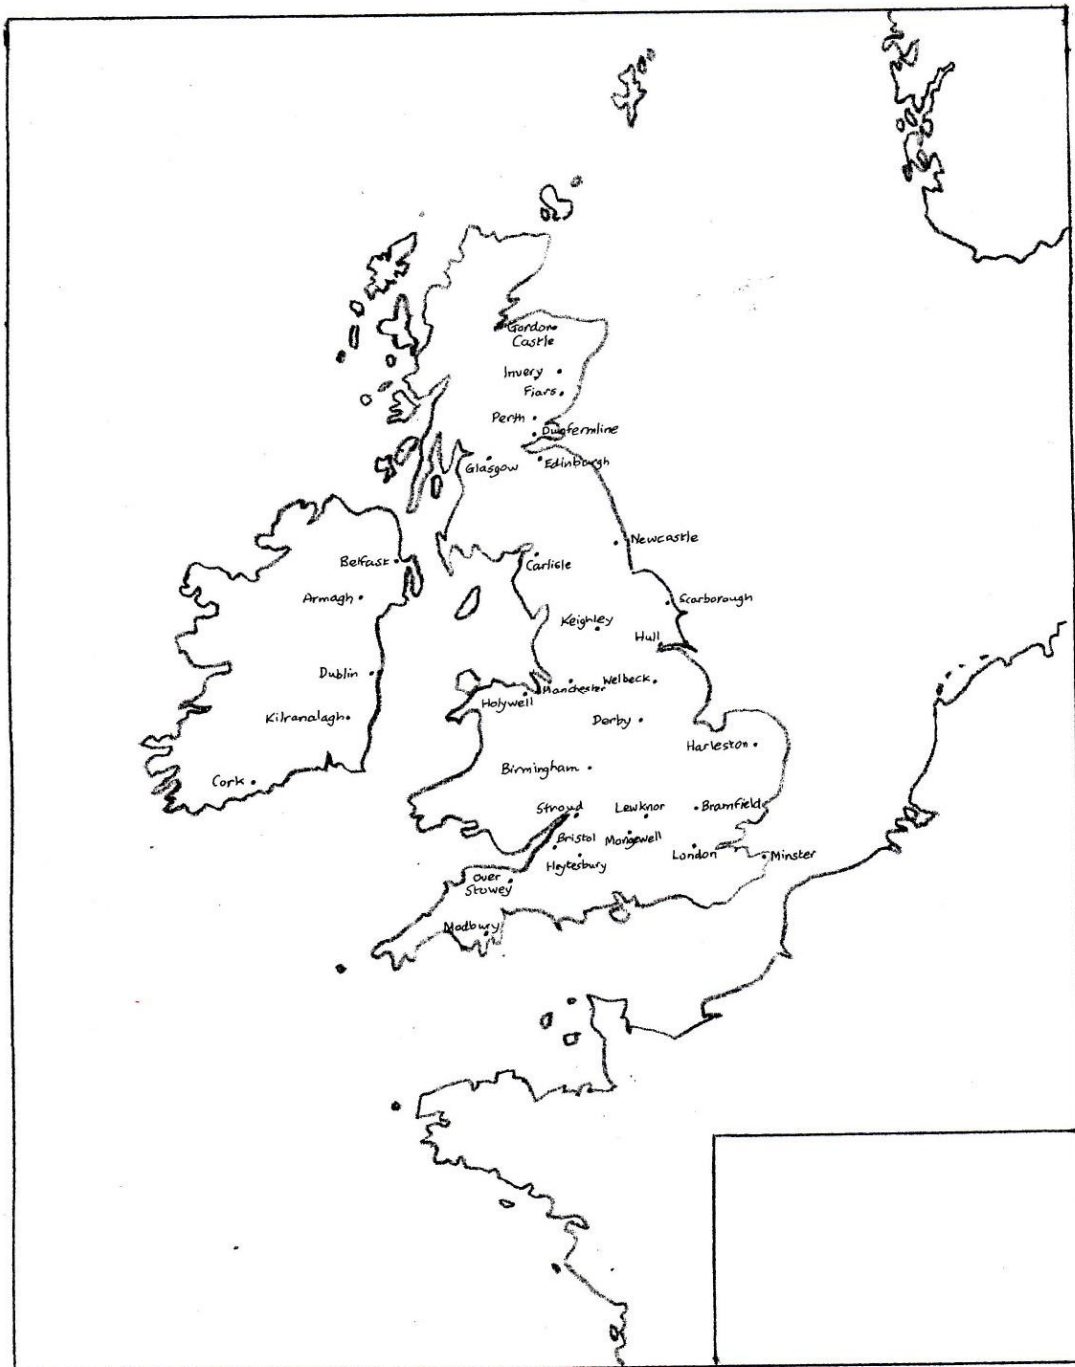 Gordon
Castle
Invery
Fiars
Perth
Dunfermline
Glasgow
Edinburgh
Newcastle
Belfast
Carlisle
Armagh
Scarborough
Keighley
Hull
Dublin
Welbeck
Manchester
Holywell
Kilranalagh
Derby
Harleston
Birmingham
Cork
Stroud
Lewknor
Bramfield
Bristol
Mongewell
London
Minster
Heytesbury
Over
Stowey
Modbury